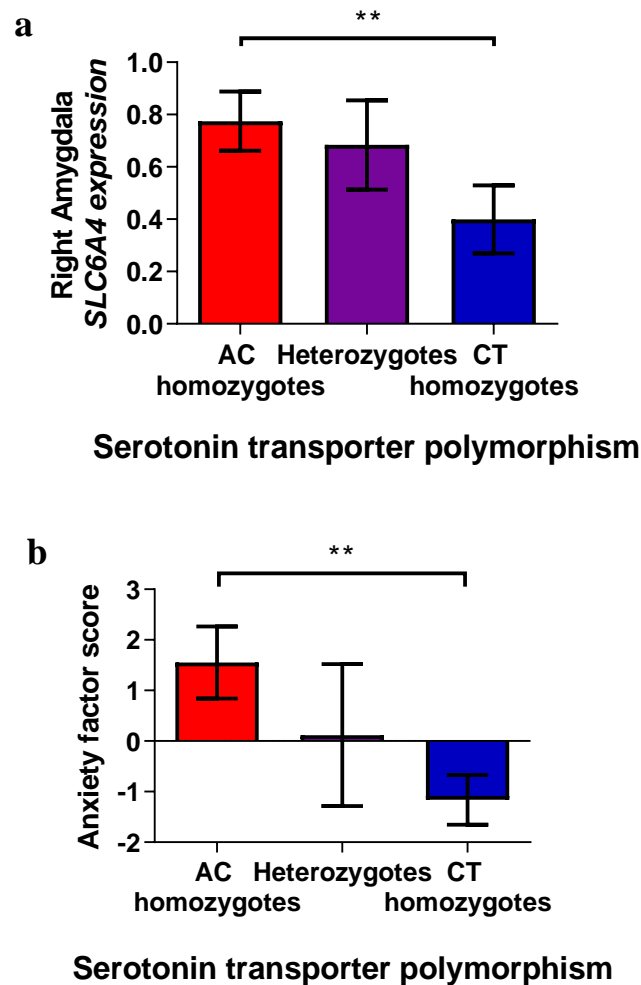 a
**
Right Amygdala
SLC6A4 expression
1.0
0.8
0.6
0.4
0.2
0.0
AC Heterozygotes CT
homozygotes homozygotes
Serotonin transporter polymorphism
b
**
Anxiety factor score
3
2
1
0
-1
-2
AC Heterozygotes CT
homozygotes homozygotes
Serotonin transporter polymorphism